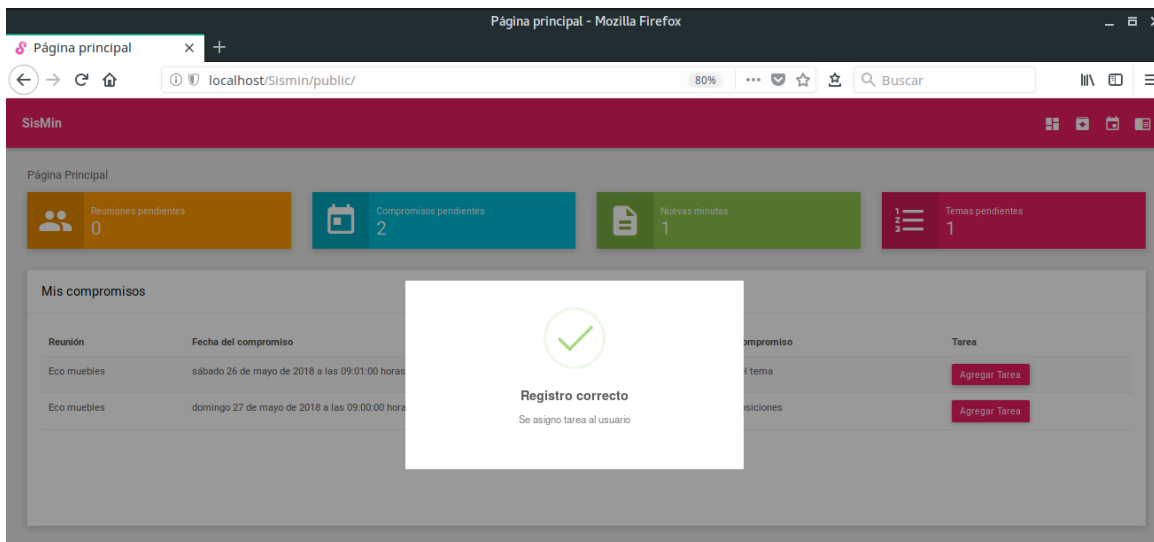 Página principal - Mozilla Firefox
Página principal
localhost/Sismin/public/
80%
Buscar
SisMin
Página Principal
Reuniones pendientes
0
Compromisos pendientes
2
Nuevas minutas
1
Temas pendientes
1
Mis compromisos
Reunión Fecha del compromiso ompromiso Tarea
Eco muebles sábado 26 de mayo de 2018 a las 09:01:00 horas tema Agregar Tarea
Eco muebles domingo 27 de mayo de 2018 a las 09:00:00 hora siciones Agregar Tarea
Registro correcto
Se asigno tarea al usuario